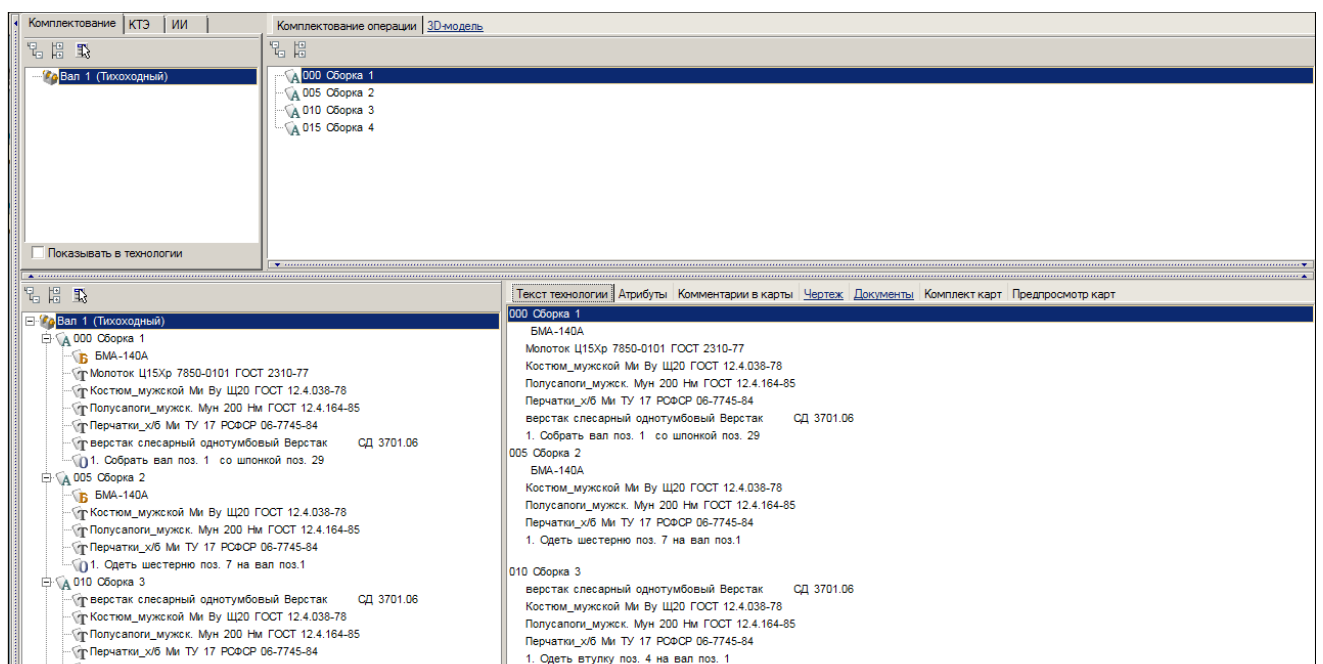 Комплектование КТЭ ИИ
Вал 1 (Тихоходный)
Показывать в технологии
Комплектование операции 3D-модель
000 Сборка 1
005 Сборка 2
010 Сборка 3
015 Сборка 4
Вал 1 (Тихоходный)
000 Сборка 1
БМА-140А
Молоток Ц15Хр 7850-0101 ГОСТ 2310-77
Костюм_мужской Ми Ву Щ20 ГОСТ 12.4.038-78
Полусапоги_мужск. Мун 200 Нм ГОСТ 12.4.164-85
Перчатки_х/б Ми ТУ 17 РСФСР 06-7745-84
верстак слесарный однотумбовый Верстак СД 3701.06
1. Собрать вал поз. 1 со шпонкой поз. 29
005 Сборка 2
БМА-140А
Костюм_мужской Ми Ву Щ20 ГОСТ 12.4.038-78
Полусапоги_мужск. Мун 200 Нм ГОСТ 12.4.164-85
Перчатки_х/б Ми ТУ 17 РСФСР 06-7745-84
1. Одеть шестерню поз. 7 на вал поз.1
010 Сборка 3
верстак слесарный однотумбовый Верстак СД 3701.06
Костюм_мужской Ми Ву Щ20 ГОСТ 12.4.038-78
Полусапоги_мужск. Мун 200 Нм ГОСТ 12.4.164-85
Перчатки_х/б Ми ТУ 17 РСФСР 06-7745-84
Текст технологии Атрибуты Комментарии в карты Чертеж Документы Комплект карт Предпросмотр карт
000 Сборка 1
БМА-140А
Молоток Ц15Хр 7850-0101 ГОСТ 2310-77
Костюм_мужской Ми Ву Щ20 ГОСТ 12.4.038-78
Полусапоги_мужск. Мун 200 Нм ГОСТ 12.4.164-85
Перчатки_х/б Ми ТУ 17 РСФСР 06-7745-84
верстак слесарный однотумбовый Верстак СД 3701.06
1. Собрать вал поз. 1 со шпонкой поз. 29
005 Сборка 2
БМА-140А
Костюм_мужской Ми Ву Щ20 ГОСТ 12.4.038-78
Полусапоги_мужск. Мун 200 Нм ГОСТ 12.4.164-85
Перчатки_х/б Ми ТУ 17 РСФСР 06-7745-84
1. Одеть шестерню поз. 7 на вал поз.1
010 Сборка 3
верстак слесарный однотумбовый Верстак СД 3701.06
Костюм_мужской Ми Ву Щ20 ГОСТ 12.4.038-78
Полусапоги_мужск. Мун 200 Нм ГОСТ 12.4.164-85
Перчатки_х/б Ми ТУ 17 РСФСР 06-7745-84
1. Одеть втулку поз. 4 на вал поз. 1